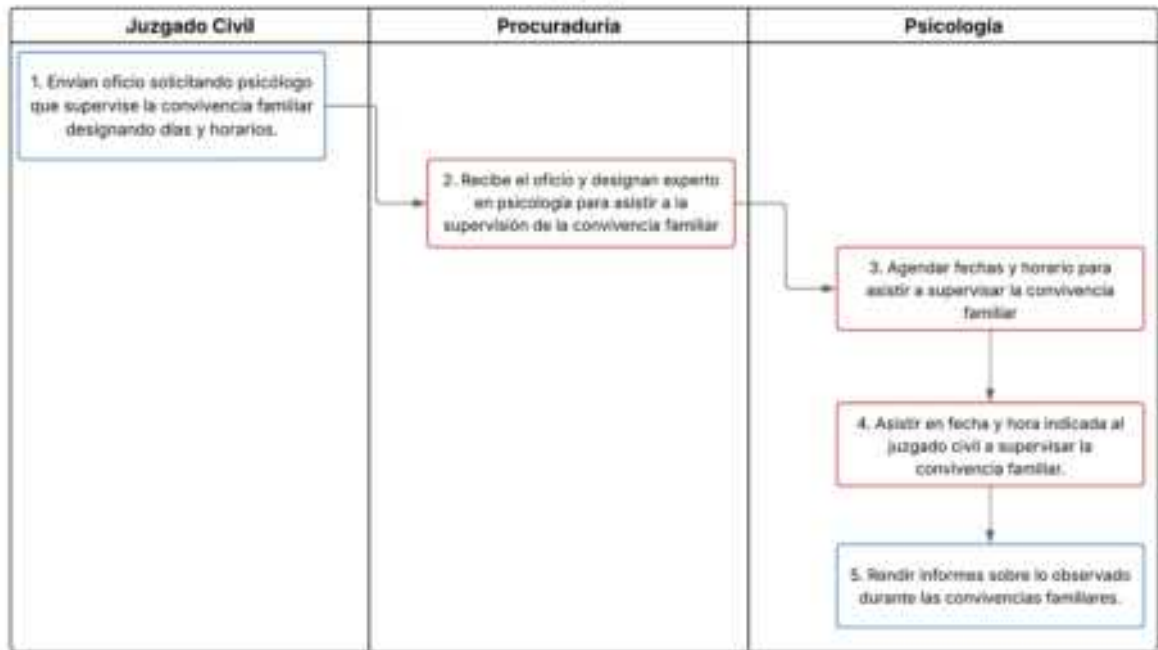 Juzgado Civil
Procuraduría
Psicología
1. Envían oficio solicitando psicólogo
que supervise la convivencia familiar
designando días y horarios.
2. Recibe el oficio y designan experto
en psicología para asistir a la
supervisión de la convivencia familiar
3. Agendar fechas y horario para
asistir a supervisar la convivencia
familiar
4. Asistir en fecha y hora indicada al
juzgado civil a supervisar la
convivencia familiar.
5. Rendir informes sobre lo observado
durante las convivencias familiares.